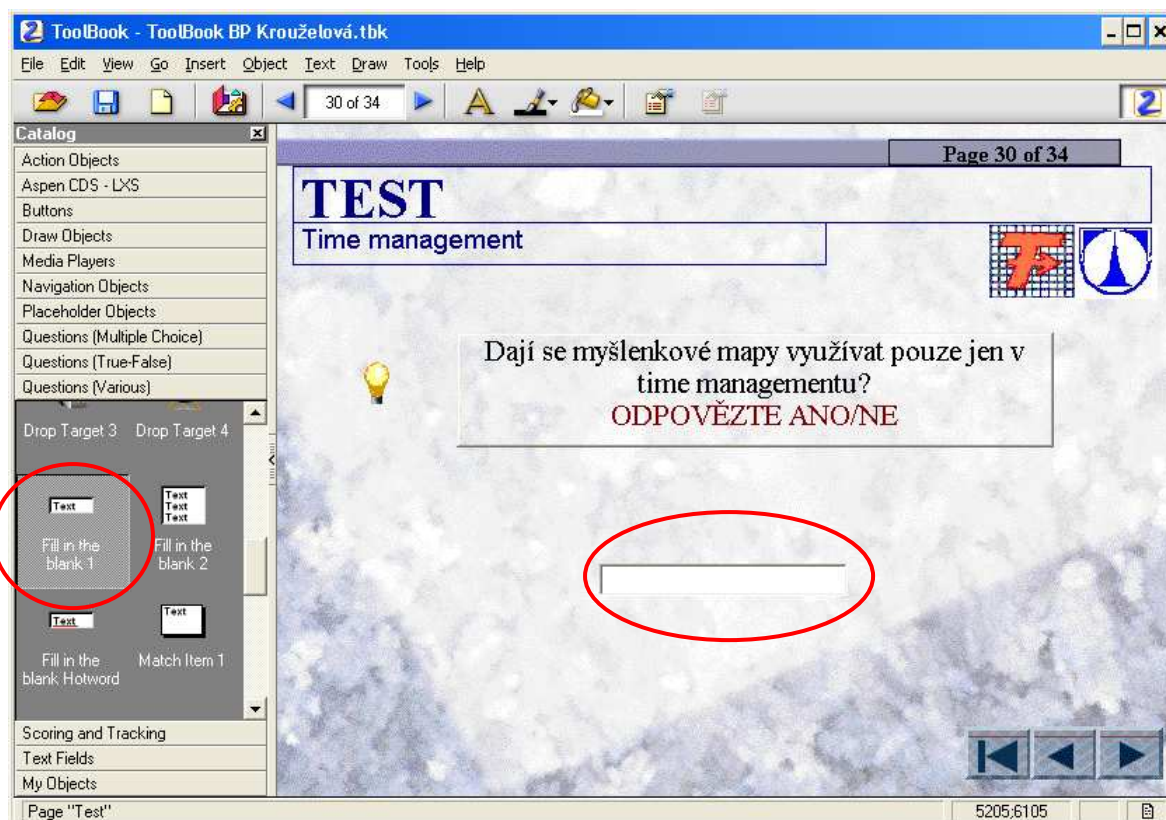 ToolBook - ToolBook BP Krouželová.tbk
File Edit View Go Insert Object Text Draw Tools Help
30 of 34
Catalog
Action Objects
Aspen CDS - LXS
Buttons
Draw Objects
Media Players
Navigation Objects
Placeholder Objects
Questions (Multiple Choice)
Questions (True-False)
Questions (Various)
Drop Target 3 Drop Target 4
Text
Text
Text
Text
Fill in the
blank 1
Fill in the
blank 2
Text
Text
Fill in the
blank Hotword
Match Item 1
Scoring and Tracking
Text Fields
My Objects
Page 30 of 34
TEST
Time management
Dají se myšlenkové mapy využívat pouze jen v
time managementu?
ODPOVĚZTE ANO/NE
Page "Test"
5205;6105